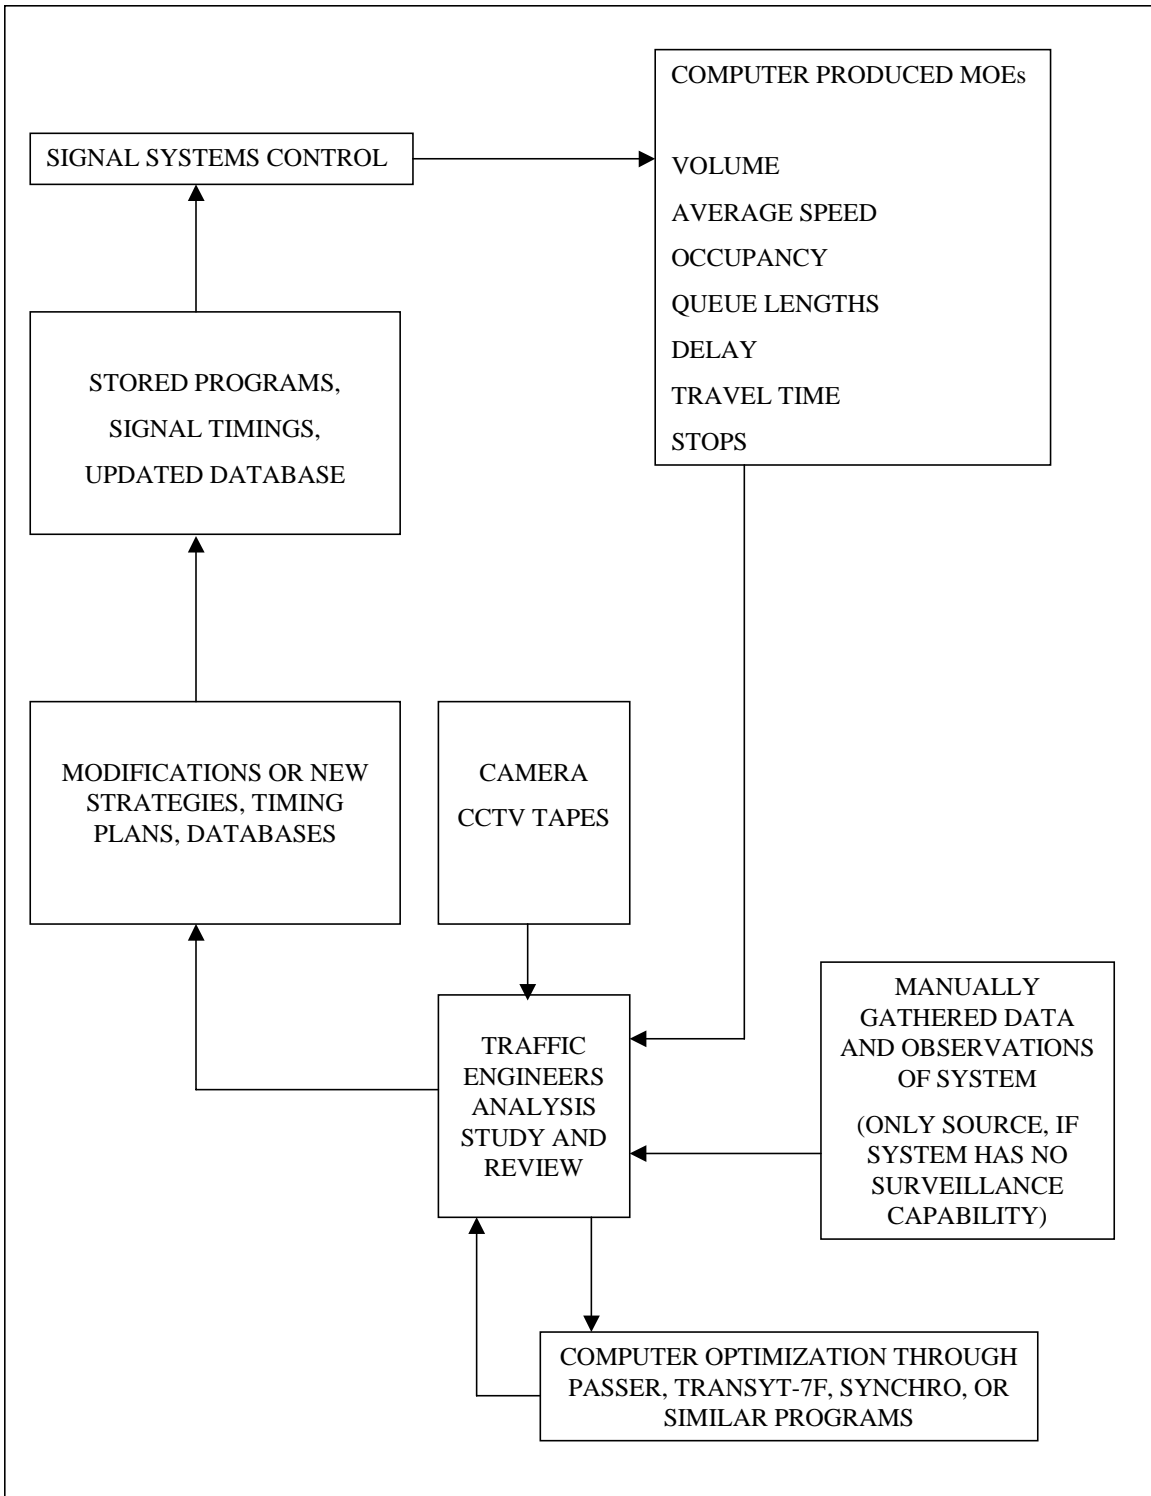 COMPUTER PRODUCED MOEs
SIGNAL SYSTEMS CONTROL
VOLUME
AVERAGE SPEED
OCCUPANCY
QUEUE LENGTHS
DELAY
TRAVEL TIME
STOPS
STORED PROGRAMS,
SIGNAL TIMINGS,
UPDATED DATABASE
MODIFICATIONS OR NEW
STRATEGIES, TIMING
PLANS, DATABASES
CAMERA
CCTV TAPES
TRAFFIC
ENGINEERS
ANALYSIS
STUDY AND
REVIEW
MANUALLY
GATHERED DATA
AND OBSERVATIONS
OF SYSTEM
(ONLY SOURCE, IF
SYSTEM HAS NO
SURVEILLANCE
CAPABILITY)
COMPUTER OPTIMIZATION THROUGH
PASSER, TRANSYT-7F, SYNCHRO, OR
SIMILAR PROGRAMS